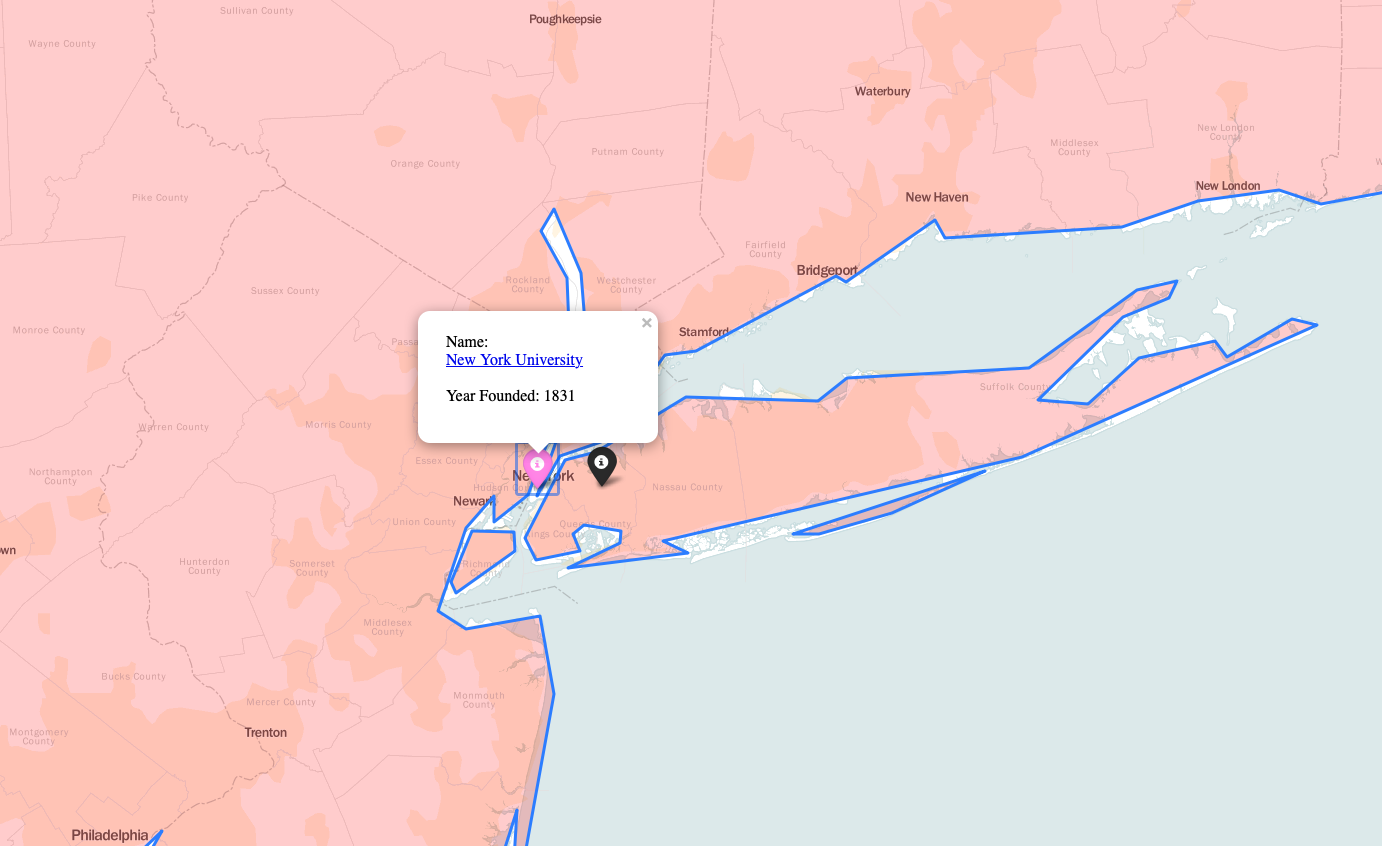 Sullivan County
Poughkeepsie
Wayne County
Waterbury
New London
County
Middlesex
County
Putnam County
Orange County
Pike County
New London
New Haven
Fairfield
County
Bridgeport
Rockland
County
Westchester
County
Sussex County
Monroe County
Stamford
Passa
×
Name:
New York University
Year Founded: 1831
Suffolk County
Morris County
Warren County
Essex County
Northampton
County
New York
Hudson County
Nassau County
Newark
Union County
Queens County
Kings County
own
Hunterdon
County
Somerset
County
Richmond
County
Middlesex
County
Bucks County
Mercer County
Monmouth
County
Trenton
Montgomery
County
Philadelphia